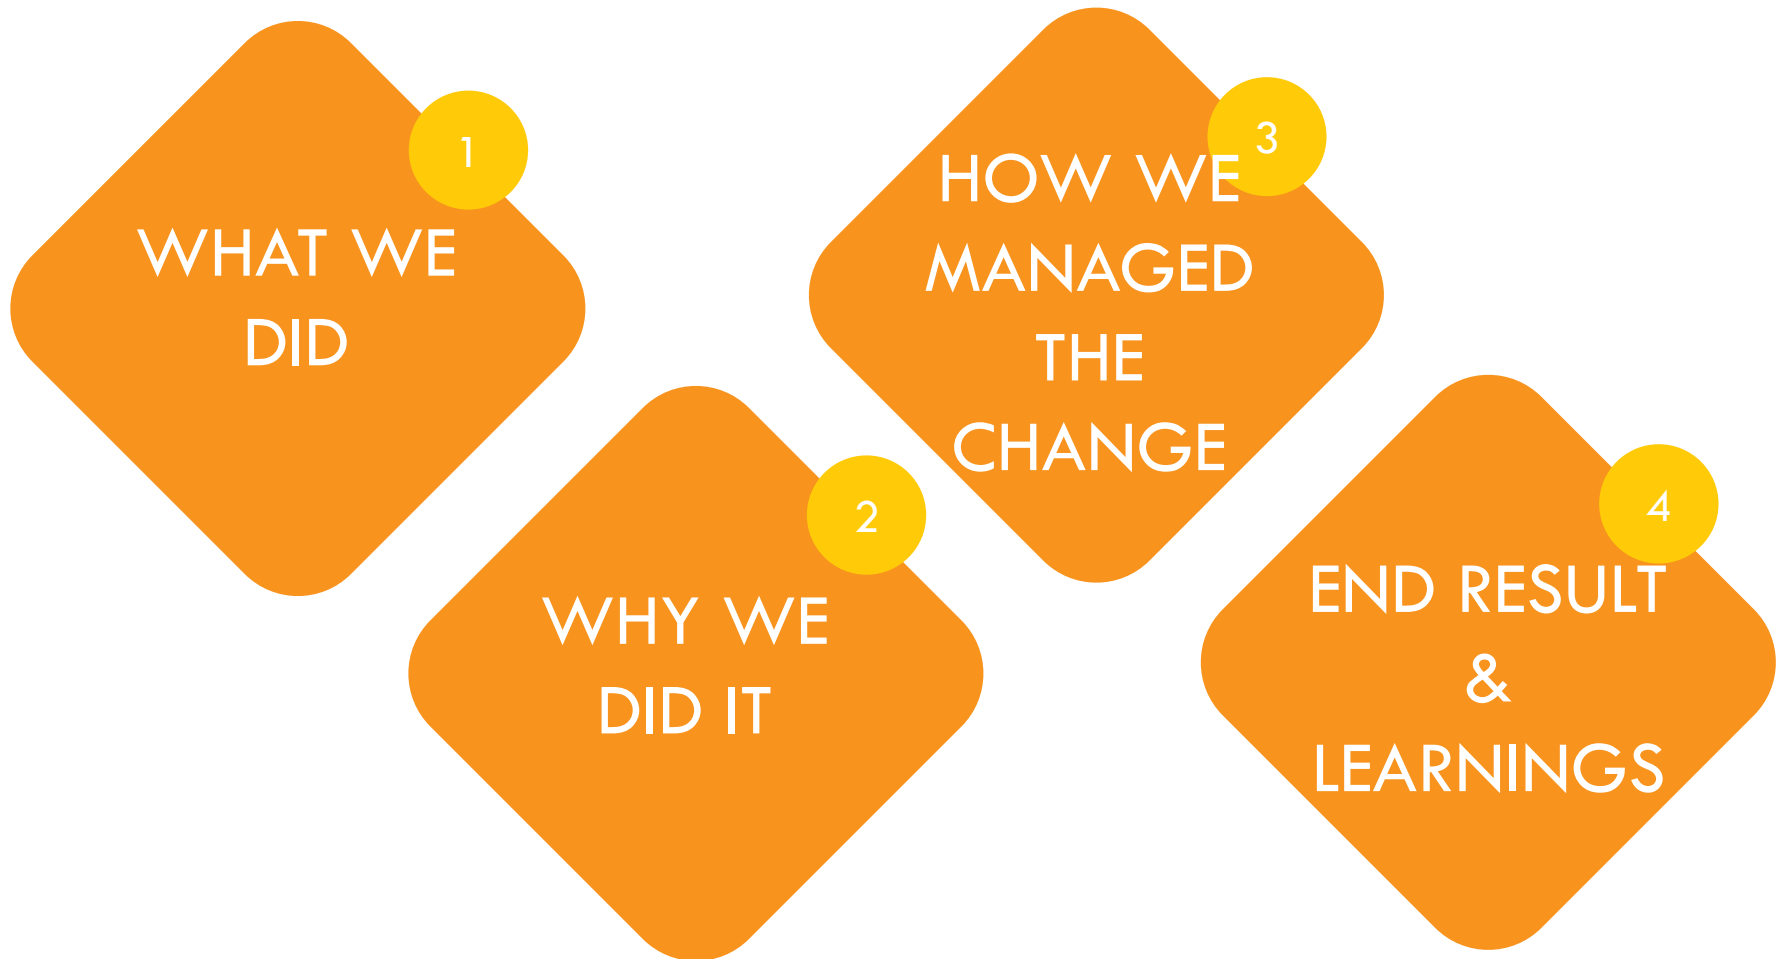 1
WHAT WE
DID
2
WHY WE
DID IT
3
HOW WE
MANAGED
THE
CHANGE
4
END RESULT
&
LEARNINGS